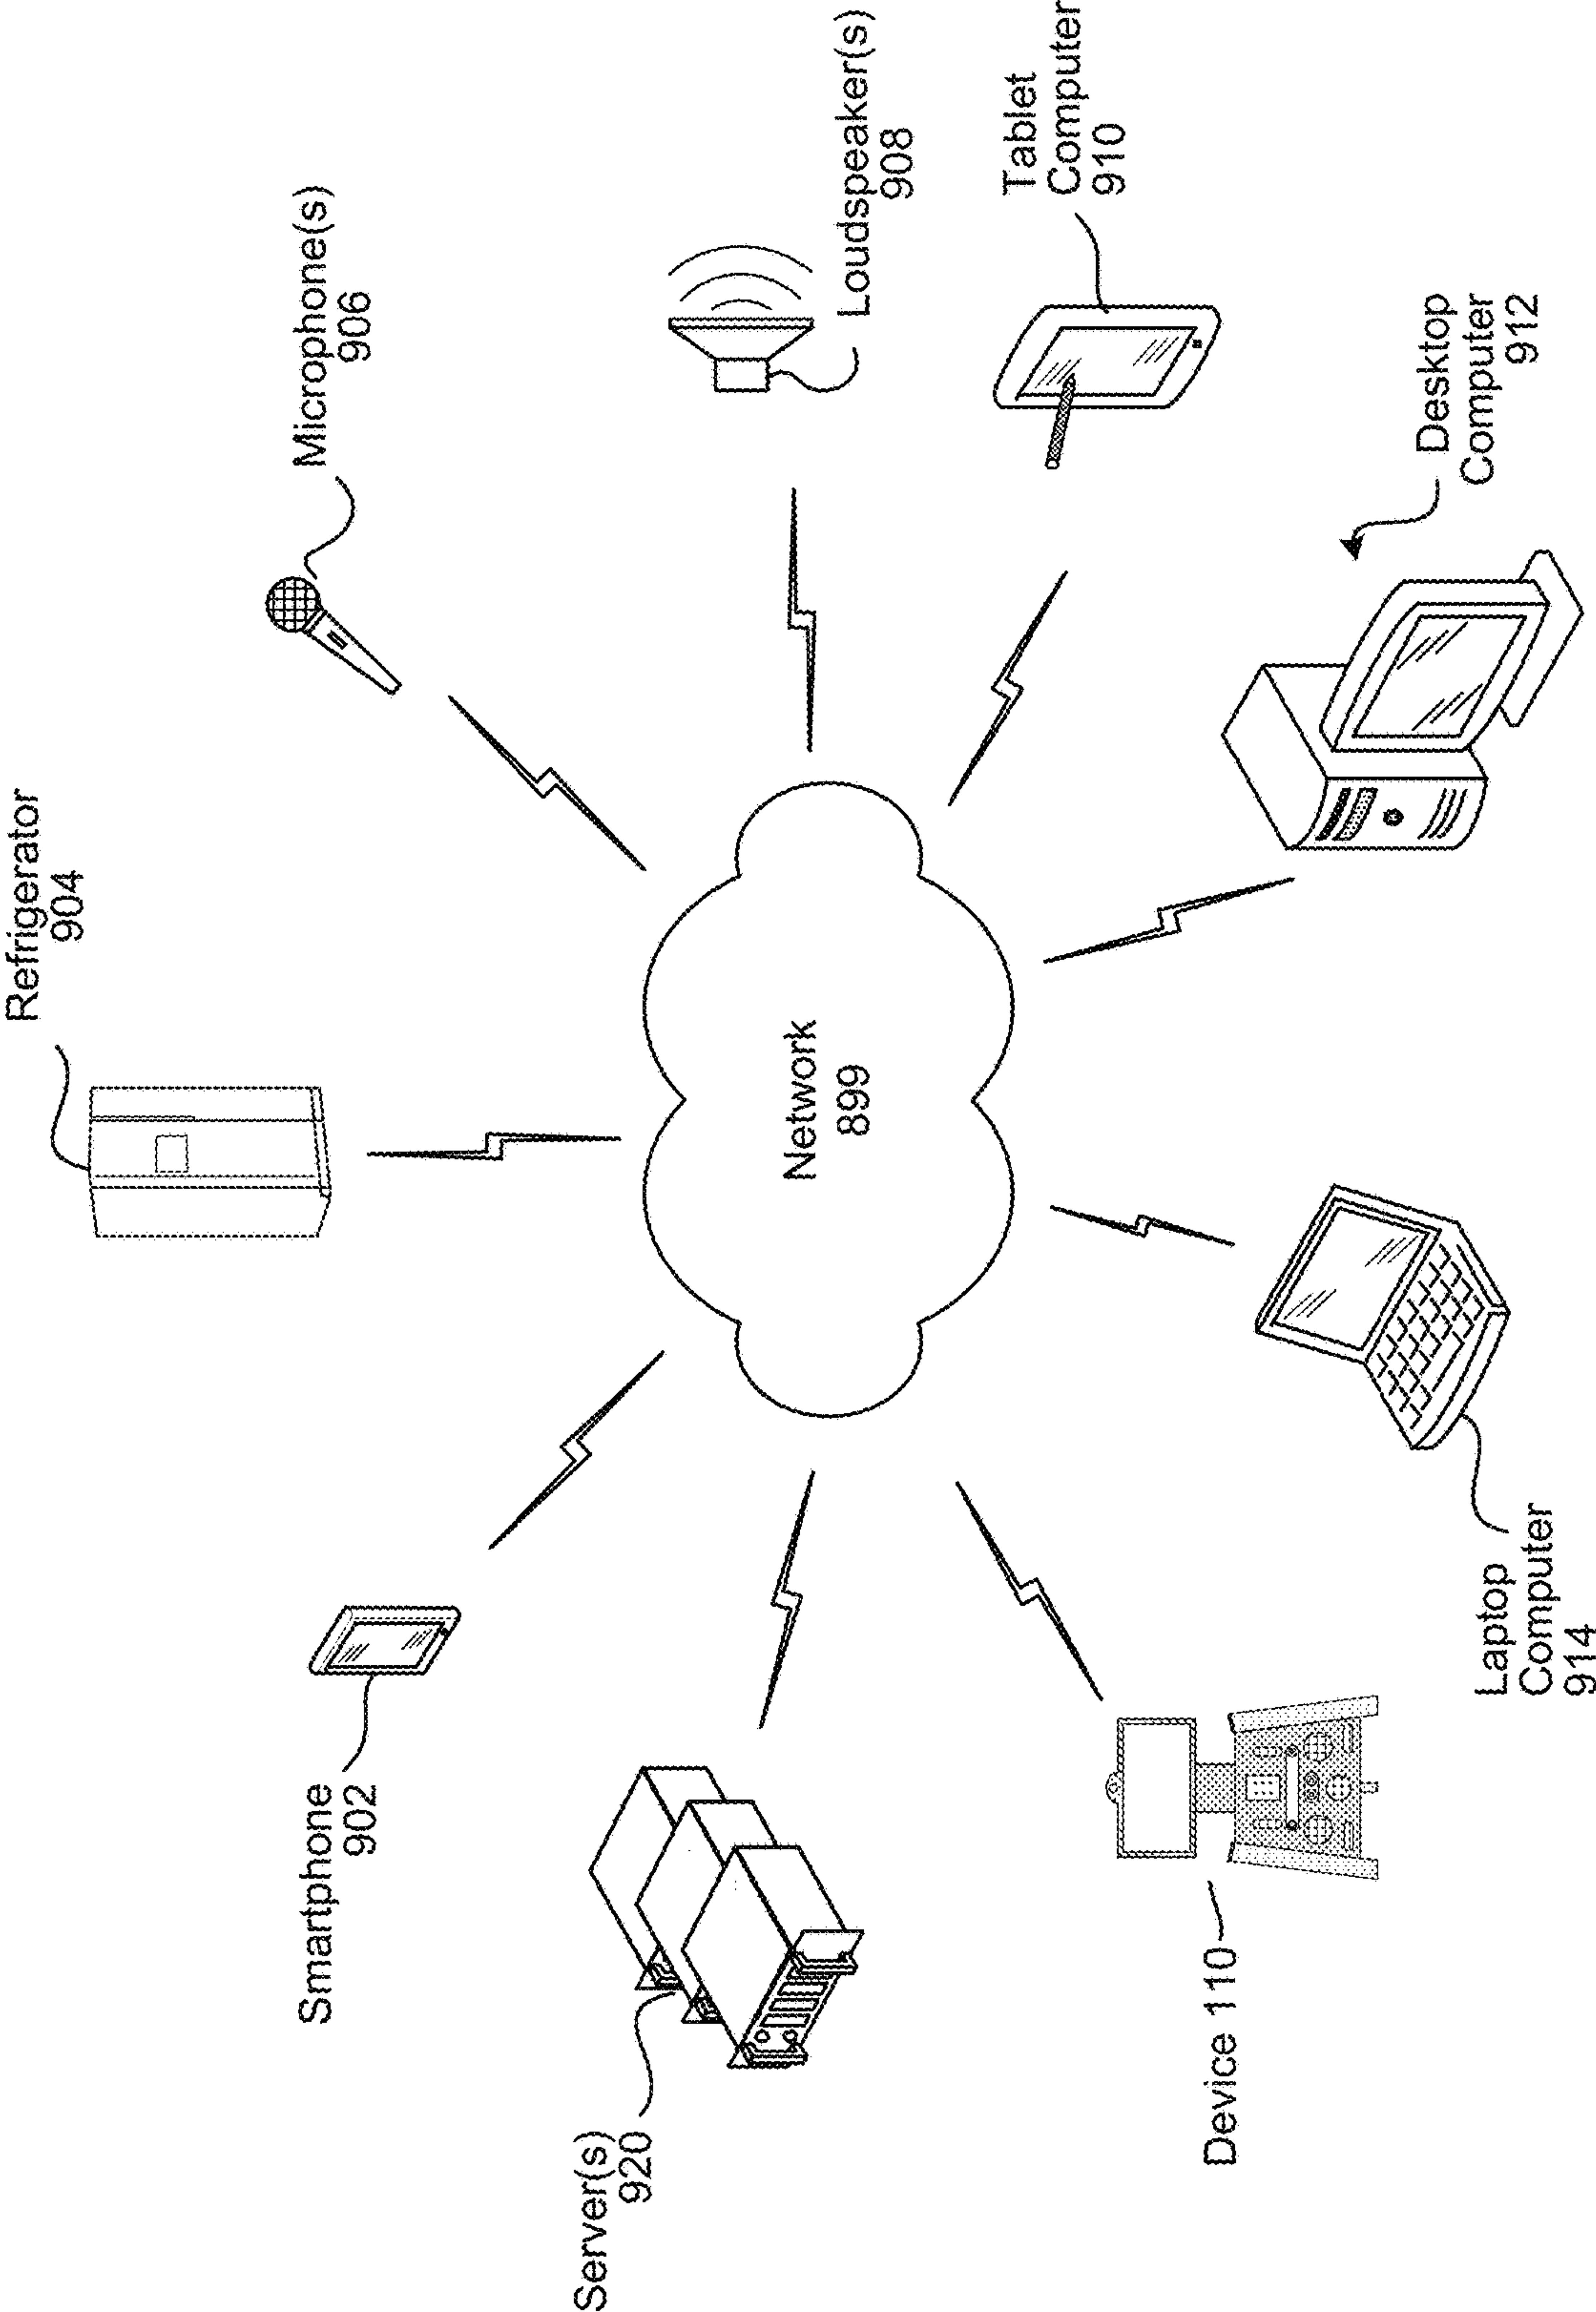 Refrigerator
904
Microphone(s)
906
Smartphone
902
Loudspeaker(s)
908
Server(s)
920
Network
899
Tablet
Computer
910
Device 110
Desktop
Computer
912
Laptop
Computer
914